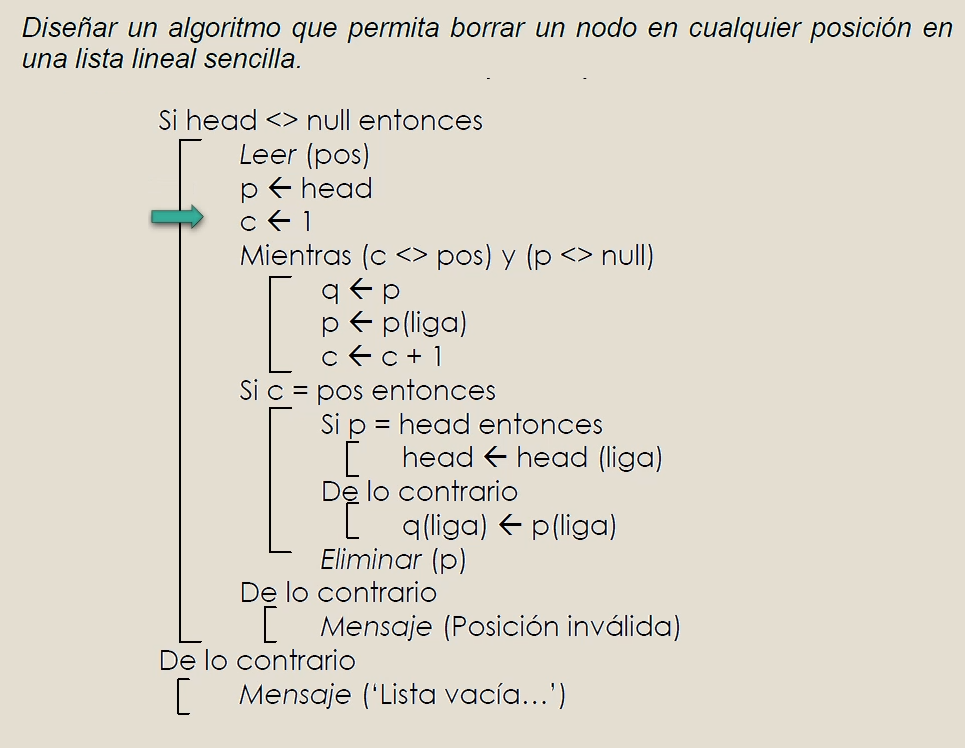 Diseñar un algoritmo que permita borrar un nodo en cualquier posición en
una lista lineal sencilla.
Si head <> null entonces
Leer (pos)
p ← head
c ← 1
Mientras (c <> pos) y (p <> null)
q ← p
p ← p(liga)
c ← c + 1
Si c = pos entonces
Si p = head entonces
head ← head (liga)
De lo contrario
q(liga) ← p(liga)
Eliminar (p)
De lo contrario
Mensaje (Posición inválida)
De lo contrario
Mensaje (‘Lista vacía…’)